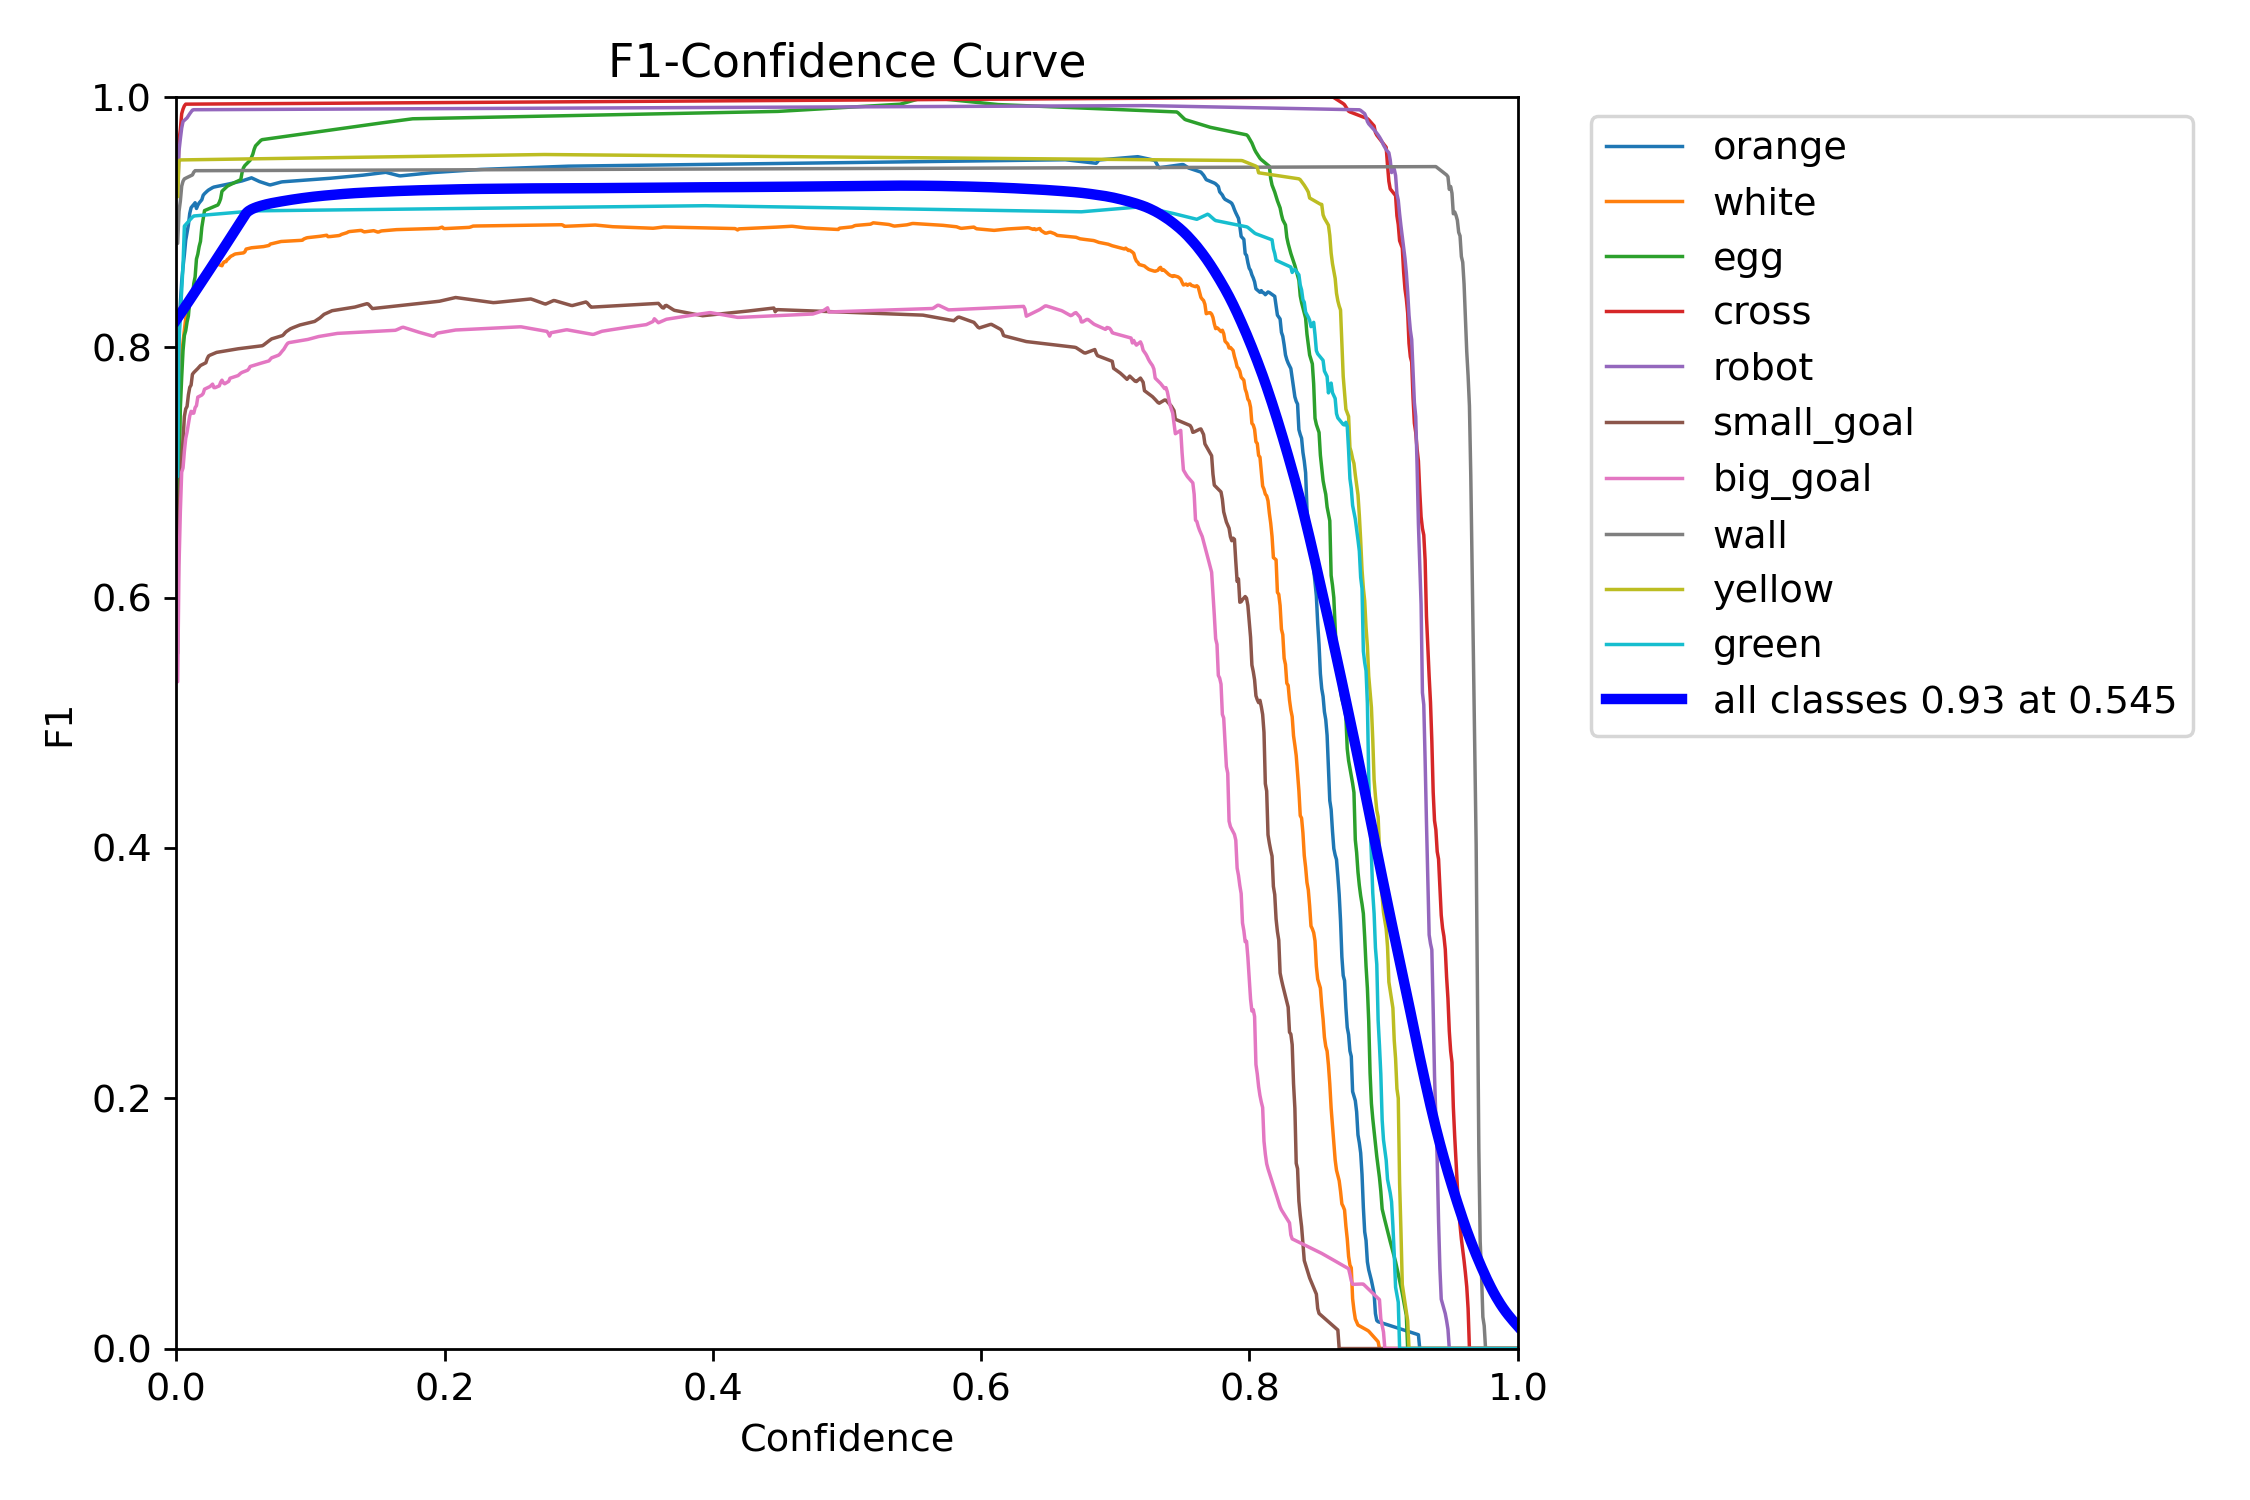 F1-Confidence Curve
1.0
0.8
0.6
0.4
0.2
0.0
F1
0.0 0.2 0.4 0.6 0.8 1.0
Confidence
orange
white
egg
cross
robot
small_goal
big_goal
wall
yellow
green
all classes 0.93 at 0.545